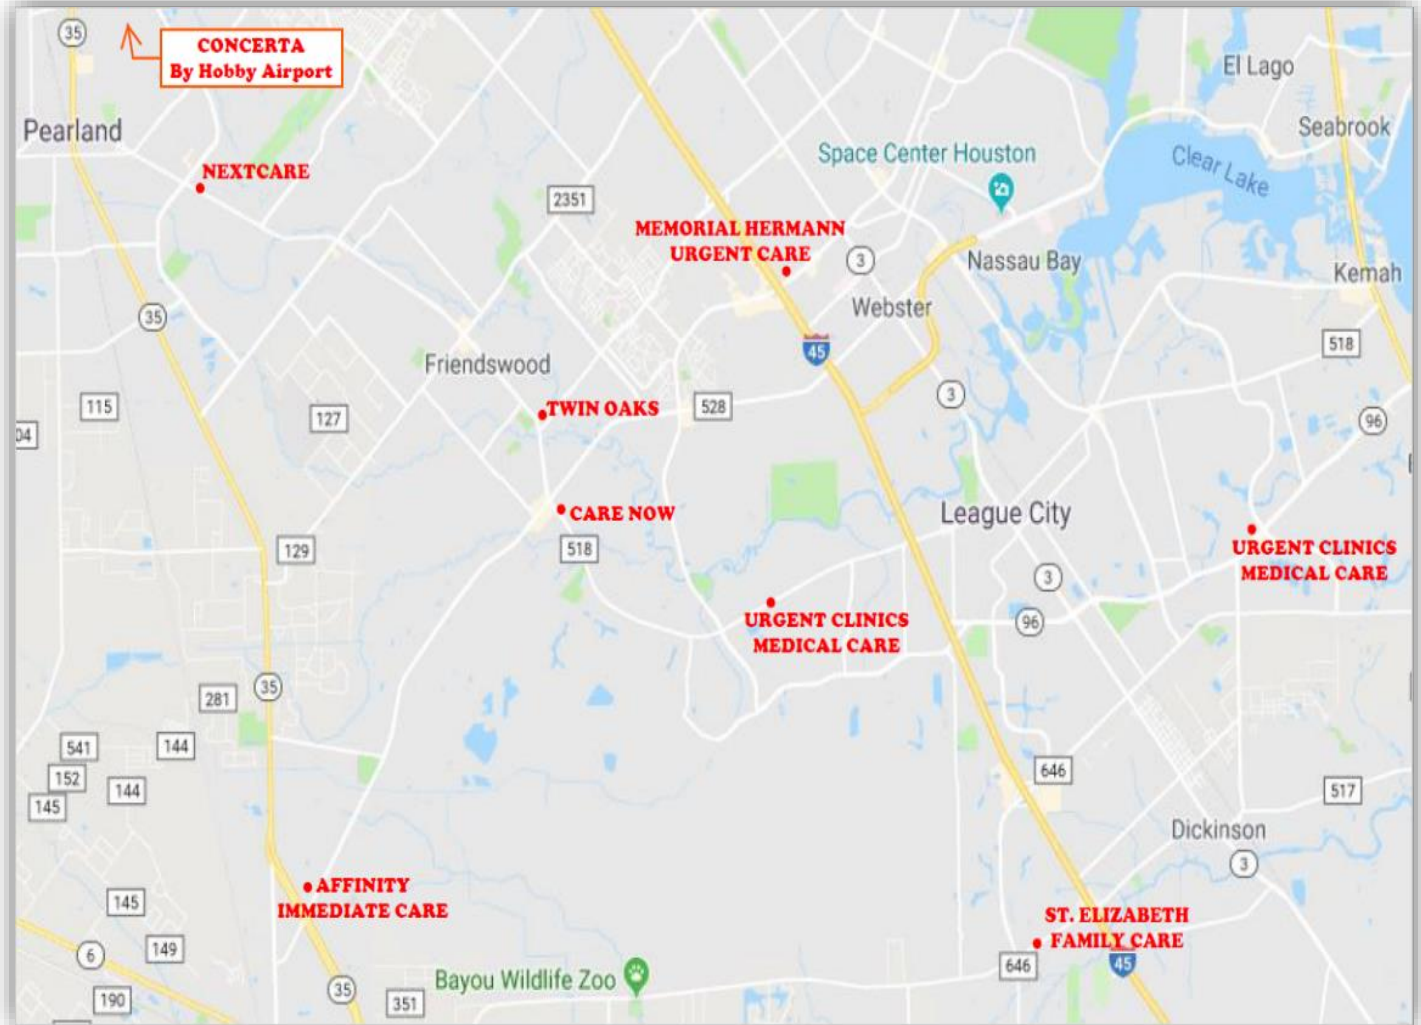 35
CONCERTA
By Hobby Airport
El Lago
Pearland
Seabrook
Space Center Houston
Clear Lake
NEXTCARE
2351
MEMORIAL HERMANN
URGENT CARE
3
Nassau Bay
Kemah
Webster
35
518
45
Friendswood
115
127
TWIN OAKS
528
3
96
04
CARE NOW
League City
518
129
URGENT CLINICS
MEDICAL CARE
3
URGENT CLINICS
MEDICAL CARE
96
35
281
541
144
646
152
144
145
517
Dickinson
3
AFFINITY
IMMEDIATE CARE
145
ST. ELIZABETH
FAMILY CARE
149
6
646
45
Bayou Wildlife Zoo
35
190
351